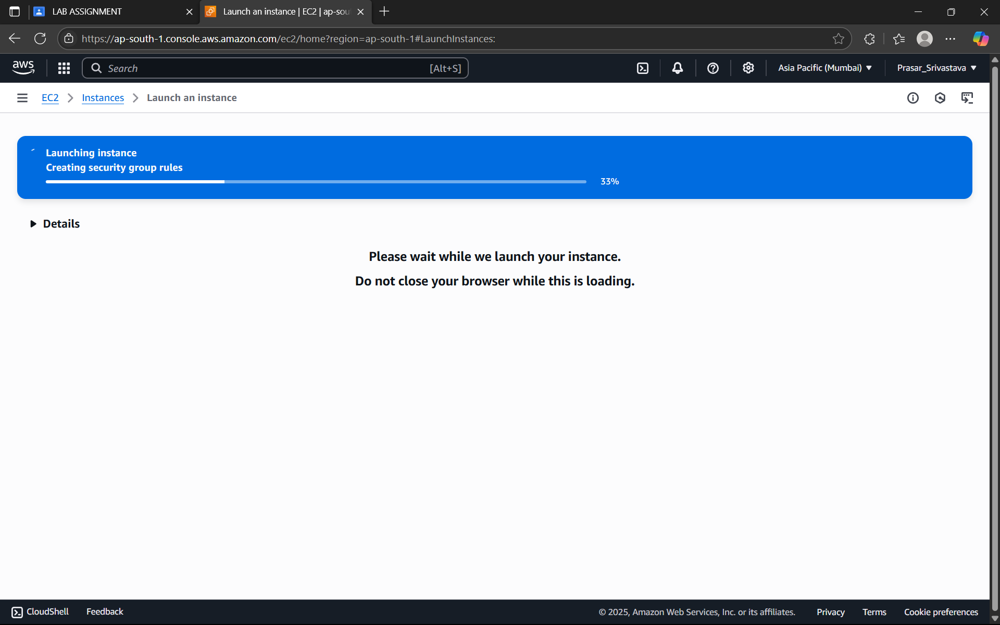 LAB ASSIGNMENT
Launch an instance | EC2 | ap-sou
https://ap-south-1.console.aws.amazon.com/ec2/home?region=ap-south-1#LaunchInstances:
aws
Search
[Alt+S]
Asia Pacific (Mumbai)
Prasar_Srivastava
EC2
Instances
Launch an instance
Launching instance
Creating security group rules
33%
Details
Please wait while we launch your instance.
Do not close your browser while this is loading.
CloudShell
Feedback
© 2025, Amazon Web Services, Inc. or its affiliates.
Privacy
Terms
Cookie preferences